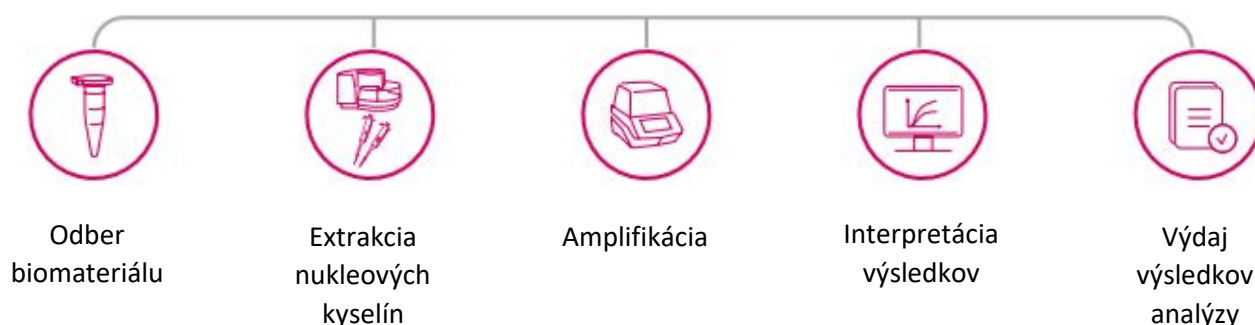 Odber
biomateriálu
Extrakcia
nukleových
kyselín
Amplifikácia
Interpretácia
výsledkov
Výdaj
výsledkov
analýzy